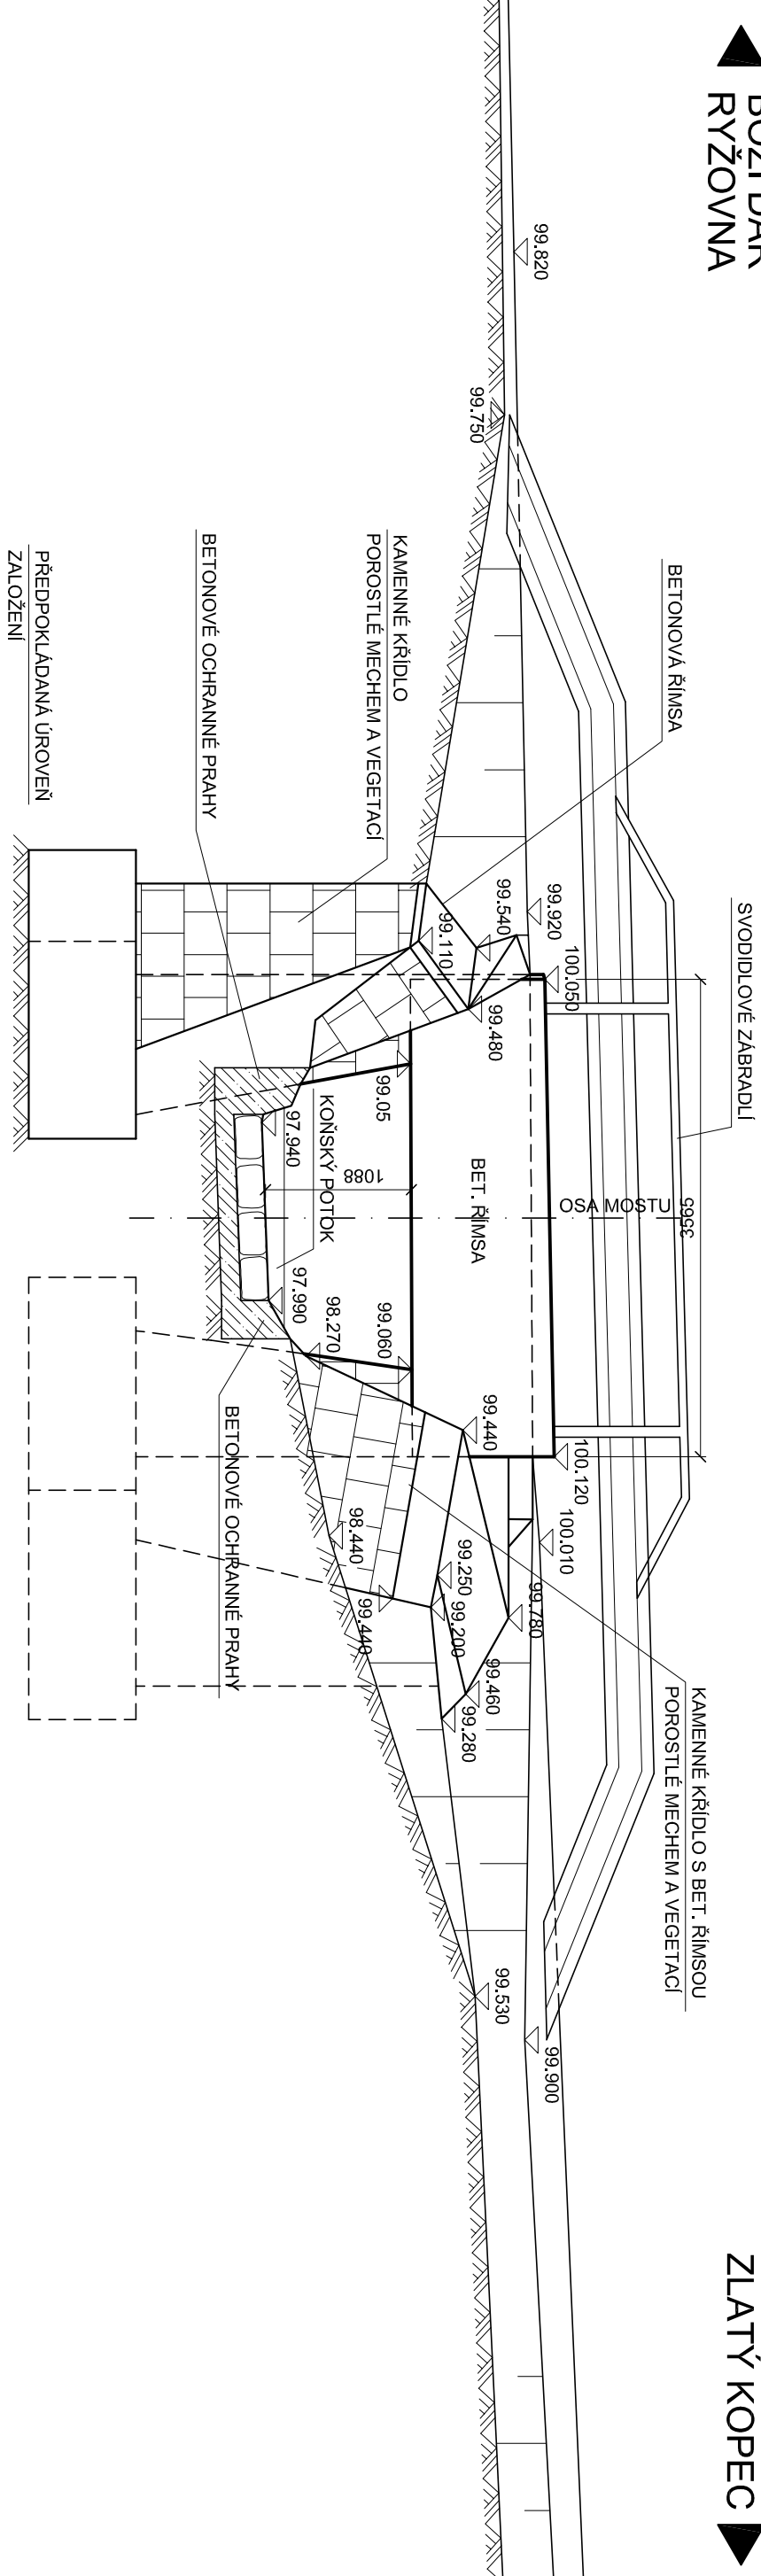 BOŽÍ DAR
RYŽOVNA
ZLATÝ KOPEC
SVODIDLOVÉ ZÁBRADLÍ
BETONOVÁ ŘÍMSA
KAMENNÉ KŘÍDLO
POROSTLÉ MECHEM A VEGETACÍ
BETONOVÉ OCHRANNÉ PRAHY
PŘEDPOKLÁDANÁ ÚROVEŇ
ZALOŽENÍ
KAMENNÉ KŘÍDLO S BET. ŘÍMSOU
POROSTLÉ MECHEM A VEGETACÍ
BETONOVÉ OCHRANNÉ PRAHY
OSA MOSTU
3565
BET. ŘÍMSA
KOŇSKÝ POTOK
1088
99.820
99.750
99.920
100.050
99.540
99.110
99.480
99.05
97.940
97.990
98.270
99.060
99.440
100.120
100.010
99.780
99.250
99.200
99.460
99.280
98.440
99.440
99.530
99.900